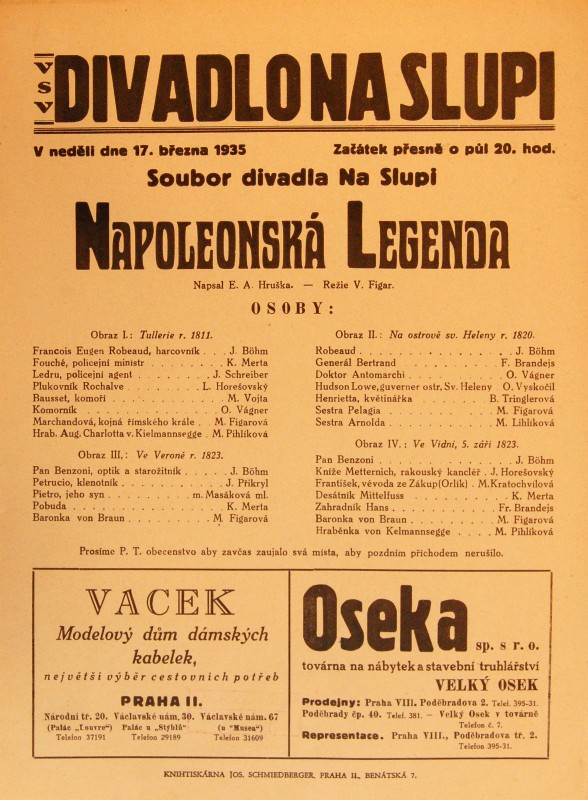 VSV
DIVADLO NA SLUPI
V neděli dne 17. března 1935 Začátek přesně o půl 20. hod.
Soubor divadla Na Slupi
NAPOLEONSKÁ LEGENDA
Napsal E. A. Hruška. — Režie V. Figar.
OSOBY:
Obraz I.: Tuilerie r. 1811.
Francois Eugen Robeaud, harcovník . . . J. Böhm
Fouché, policejní ministr . . . . . . K. Merta
Ledru, policejní agent . . . . . J. Schreiber
Plukovník Rochalve . . . . . L. Horešovský
Bausset, komoří . . . . . . . . . M. Vojta
Komorník . . . . . . . . . . . O. Vágner
Marchandová, kojná římského krále . M. Figarová
Hrab. Aug. Charlotta v. Kielmannsegge . M. Pihlíková
Obraz II.: Na ostrově sv. Heleny r. 1820.
Robeaud . . . . . . . . . . . . J. Böhm
Generál Bertrand . . . . . . . F. Brandejs
Doktor Antomarchi . . . . . . . O. Vágner
Hudson Lowe, guverner ostr. Sv. Heleny O. Vyskočil
Henrietta, květinářka . . . . B. Tringlerová
Sestra Pelagia . . . . . . . M. Figarová
Sestra Arnolda . . . . . . . M. Lihlíková
Obraz III.: Ve Veroně r. 1823.
Pan Benzoni, optik a starožitník . . . . J. Böhm
Petrucio, klenotník . . . . . . . J. Přikryl
Pietro, jeho syn . . . . . . m. Masáková ml.
Pobuda . . . . . . . . . . . . K. Merta
Baronka von Braun . . . . . . . M. Figarová
Obraz IV.: Ve Vídni, 5. září 1823.
Pan Benzoni . . . . . . . . . . J. Böhm
Kníže Metternich, rakouský kancléř . J. Horešovský
František, vévoda ze Zákup (Orlík) . M. Kratochvílová
Desátník Mittelfuss . . . . . . . K. Merta
Zahradník Hans . . . . . . . . Fr. Brandejs
Baronka von Braun . . . . . . . M. Figarová
Hraběnka von Kelmannsegge . . . . M. Pihlíková
Prosíme P. T. obecenstvo aby zavčas zaujalo svá místa, aby pozdním příchodem nerušilo.
VACEK
Modelový dům dámských
kabelek,
největší výběr cestovních potřeb
PRAHA II.
Národní tř. 20. Václavské nám. 30. Václavské nám. 67
(Palác „Louvre") Palác u „Stýblů" (u „Musea")
Telefon 37191 Telefon 29189 Telefon 31609
Oseka sp. s r. o.
továrna na nábytek a stavební truhlářství
VELKÝ OSEK
Prodejny: Praha VIII. Poděbradova 2. Telef. 395-31.
Poděbrady čp. 40. Telef. 381. — Velký Osek v továrně
Telefon č. 7.
Representace. Praha VIII., Poděbradova tř. 2.
Telefon 395-31.
KNIHTISKÁRNA JOS. SCHMIEDBERGER, PRAHA II., BENÁTSKÁ 7.